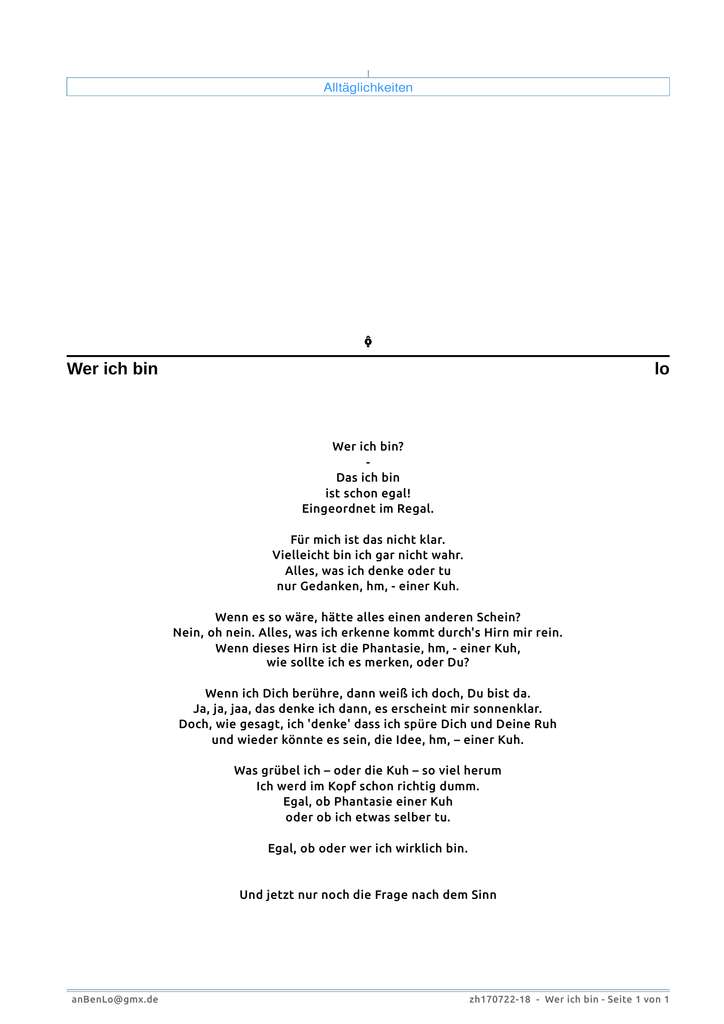 Alltäglichkeiten
Wer ich bin lo
Wer ich bin?
-
Das ich bin
ist schon egal!
Eingeordnet im Regal.
Für mich ist das nicht klar.
Vielleicht bin ich gar nicht wahr.
Alles, was ich denke oder tu
nur Gedanken, hm, - einer Kuh.
Wenn es so wäre, hätte alles einen anderen Schein?
Nein, oh nein. Alles, was ich erkenne kommt durch's Hirn mir rein.
Wenn dieses Hirn ist die Phantasie, hm, - einer Kuh,
wie sollte ich es merken, oder Du?
Wenn ich Dich berühre, dann weiß ich doch, Du bist da.
Ja, ja, jaa, das denke ich dann, es erscheint mir sonnenklar.
Doch, wie gesagt, ich 'denke' dass ich spüre Dich und Deine Ruh
und wieder könnte es sein, die Idee, hm, – einer Kuh.
Was grübel ich – oder die Kuh – so viel herum
Ich werd im Kopf schon richtig dumm.
Egal, ob Phantasie einer Kuh
oder ob ich etwas selber tu.
Egal, ob oder wer ich wirklich bin.
Und jetzt nur noch die Frage nach dem Sinn
anBenLo@gmx.de zh170722-18 - Wer ich bin - Seite 1 von 1